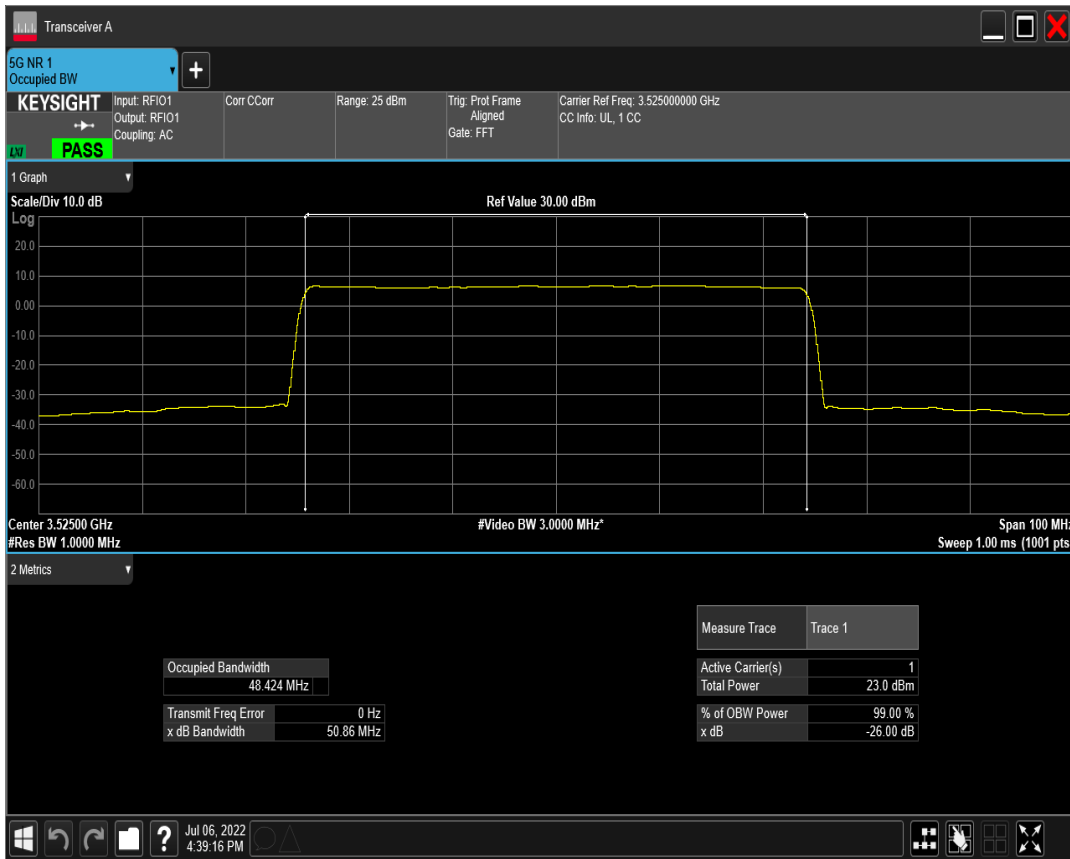 Transceiver A
5G NR 1
Occupied BW
KEYSIGHT
LXI
PASS
Input: RFIO1
Output: RFIO1
Coupling: AC
Corr CCorr
Range: 25 dBm
Trig: Prot Frame
Aligned
Gate: FFT
Carrier Ref Freq: 3.525000000 GHz
CC Info: UL, 1 CC
1 Graph
Scale/Div 10.0 dB
Ref Value 30.00 dBm
Log
20.0
10.0
0.00
-10.0
-20.0
-30.0
-40.0
-50.0
-60.0
Center 3.52500 GHz
#Video BW 3.0000 MHz*
Span 100 MHz
#Res BW 1.0000 MHz
Sweep 1.00 ms (1001 pts
2 Metrics
Measure Trace Trace 1
Occupied Bandwidth
48.424 MHz
Active Carrier(s) 1
Total Power 23.0 dBm
Transmit Freq Error 0 Hz
x dB Bandwidth 50.86 MHz
% of OBW Power 99.00 %
x dB -26.00 dB
?
Jul 06, 2022
4:39:16 PM